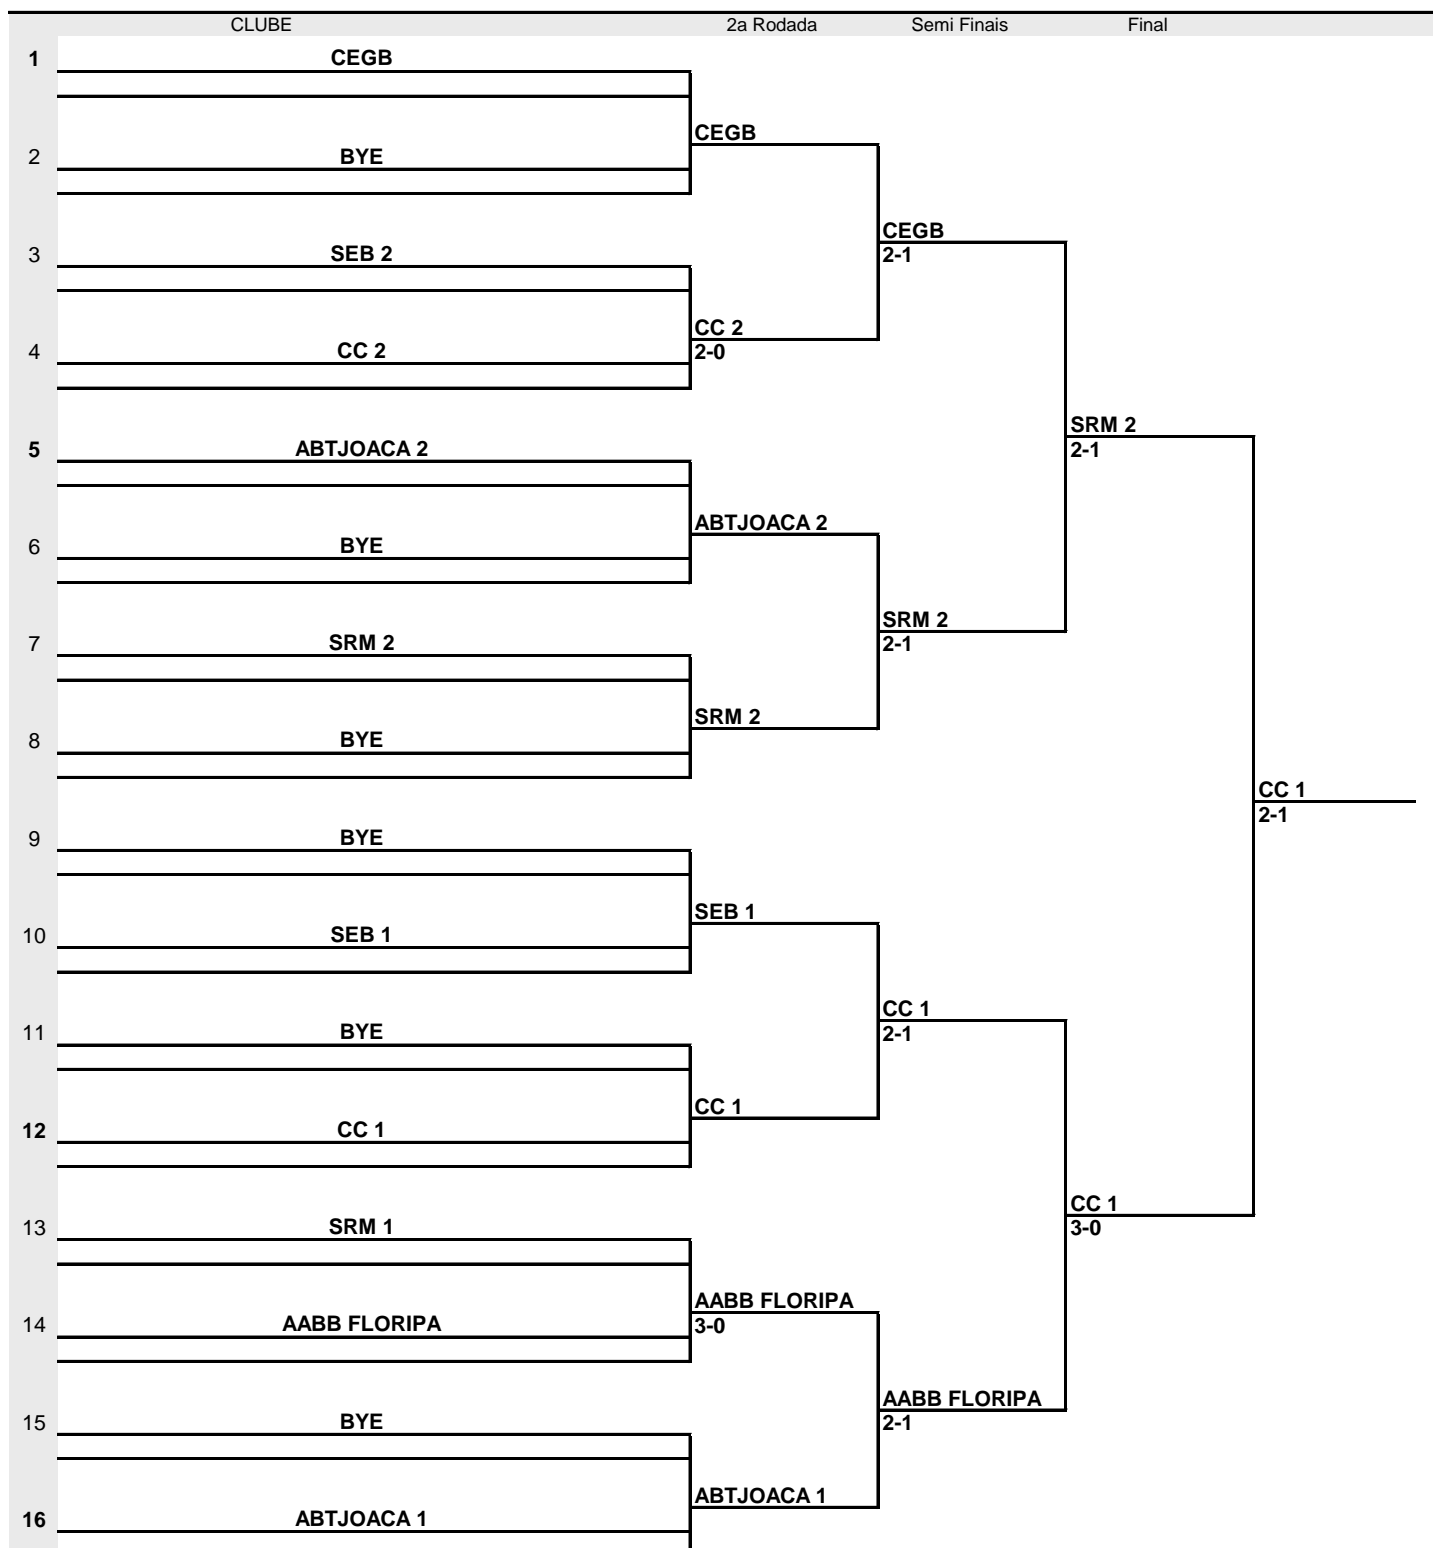 CLUBE 2a Rodada Semi Finais Final
1 CEGB
CEGB
2 BYE
CEGB
3 SEB 2 2-1
CC 2
4 CC 2 2-0
SRM 2
5 ABTJOACA 2 2-1
ABTJOACA 2
6 BYE
SRM 2
7 SRM 2 2-1
SRM 2
8 BYE
CC 1
2-1
9 BYE
SEB 1
10 SEB 1
CC 1
11 BYE 2-1
CC 1
12 CC 1
CC 1
13 SRM 1 3-0
AABB FLORIPA
14 AABB FLORIPA 3-0
AABB FLORIPA
15 BYE 2-1
ABTJOACA 1
16 ABTJOACA 1